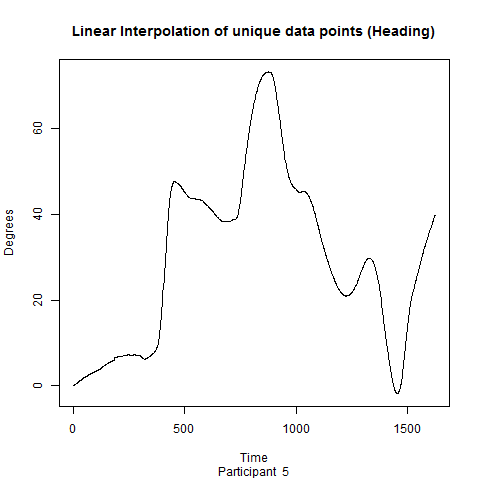 Linear Interpolation of unique data points (Heading)
Degrees
60
40
20
0
0 500 1000 1500
Time
Participant 5